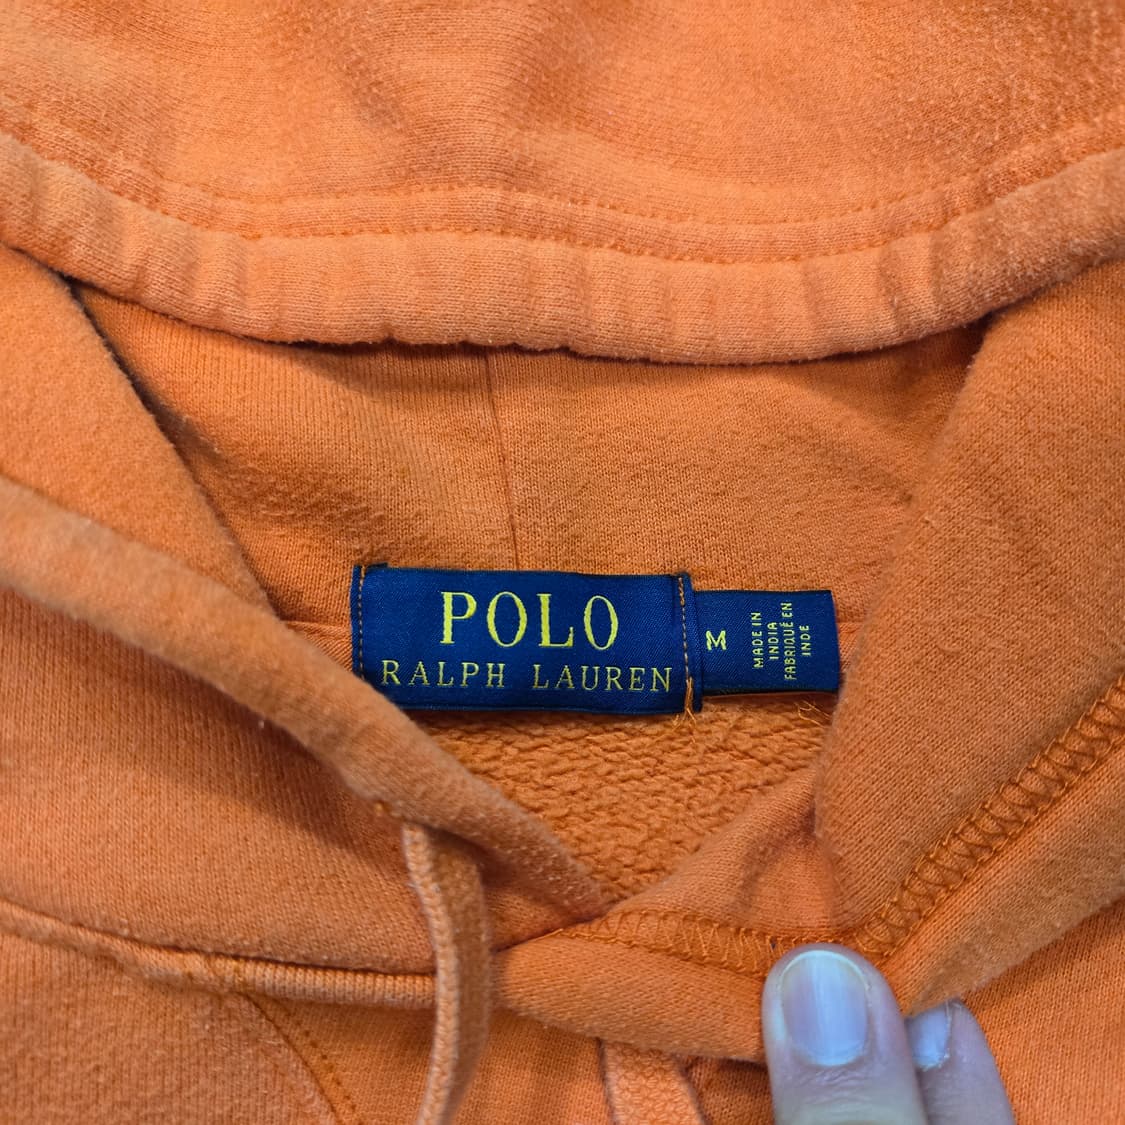 POLO
RALPH LAUREN
M
MADE IN
INDIA
FABRIQUÉ EN
INDE